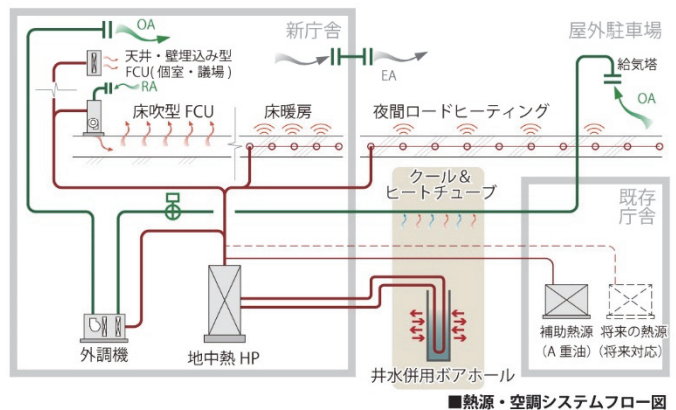 新庁舎
屋外駐車場
OA
天井・壁埋込み型
FCU(個室・議場)
RA
EA
給気塔
OA
床吹型 FCU
床暖房
夜間ロードヒーティング
クール&
ヒートチューブ
既存
庁舎
外調機
地中熱 HP
井水併用ボアホール
補助熱源
(A 重油)
将来の熱源
(将来対応)
■熱源・空調システムフロー図